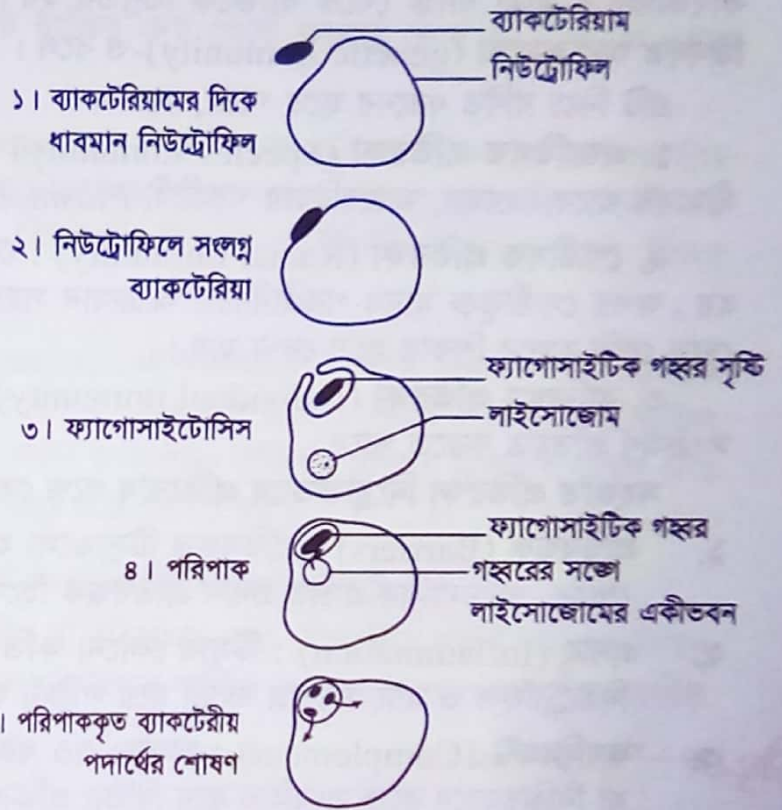 ব্যাকটেরিয়াম
নিউট্রোফিল
১। ব্যাকটেরিয়ামের দিকে
ধাবমান নিউট্রোফিল
২। নিউট্রোফিলে সংলগ্ন
ব্যাকটেরিয়া
ফ্যাগোসাইটিক গহ্বর সৃষ্টি
লাইসোজোম
৩। ফ্যাগোসাইটোসিস
ফ্যাগোসাইটিক গহ্বর
৪। পরিপাক
গহ্বরের সঙ্গে
লাইসোজোমের একীভবন
। পরিপাককৃত ব্যাকটেরীয়
পদার্থের শোষণ